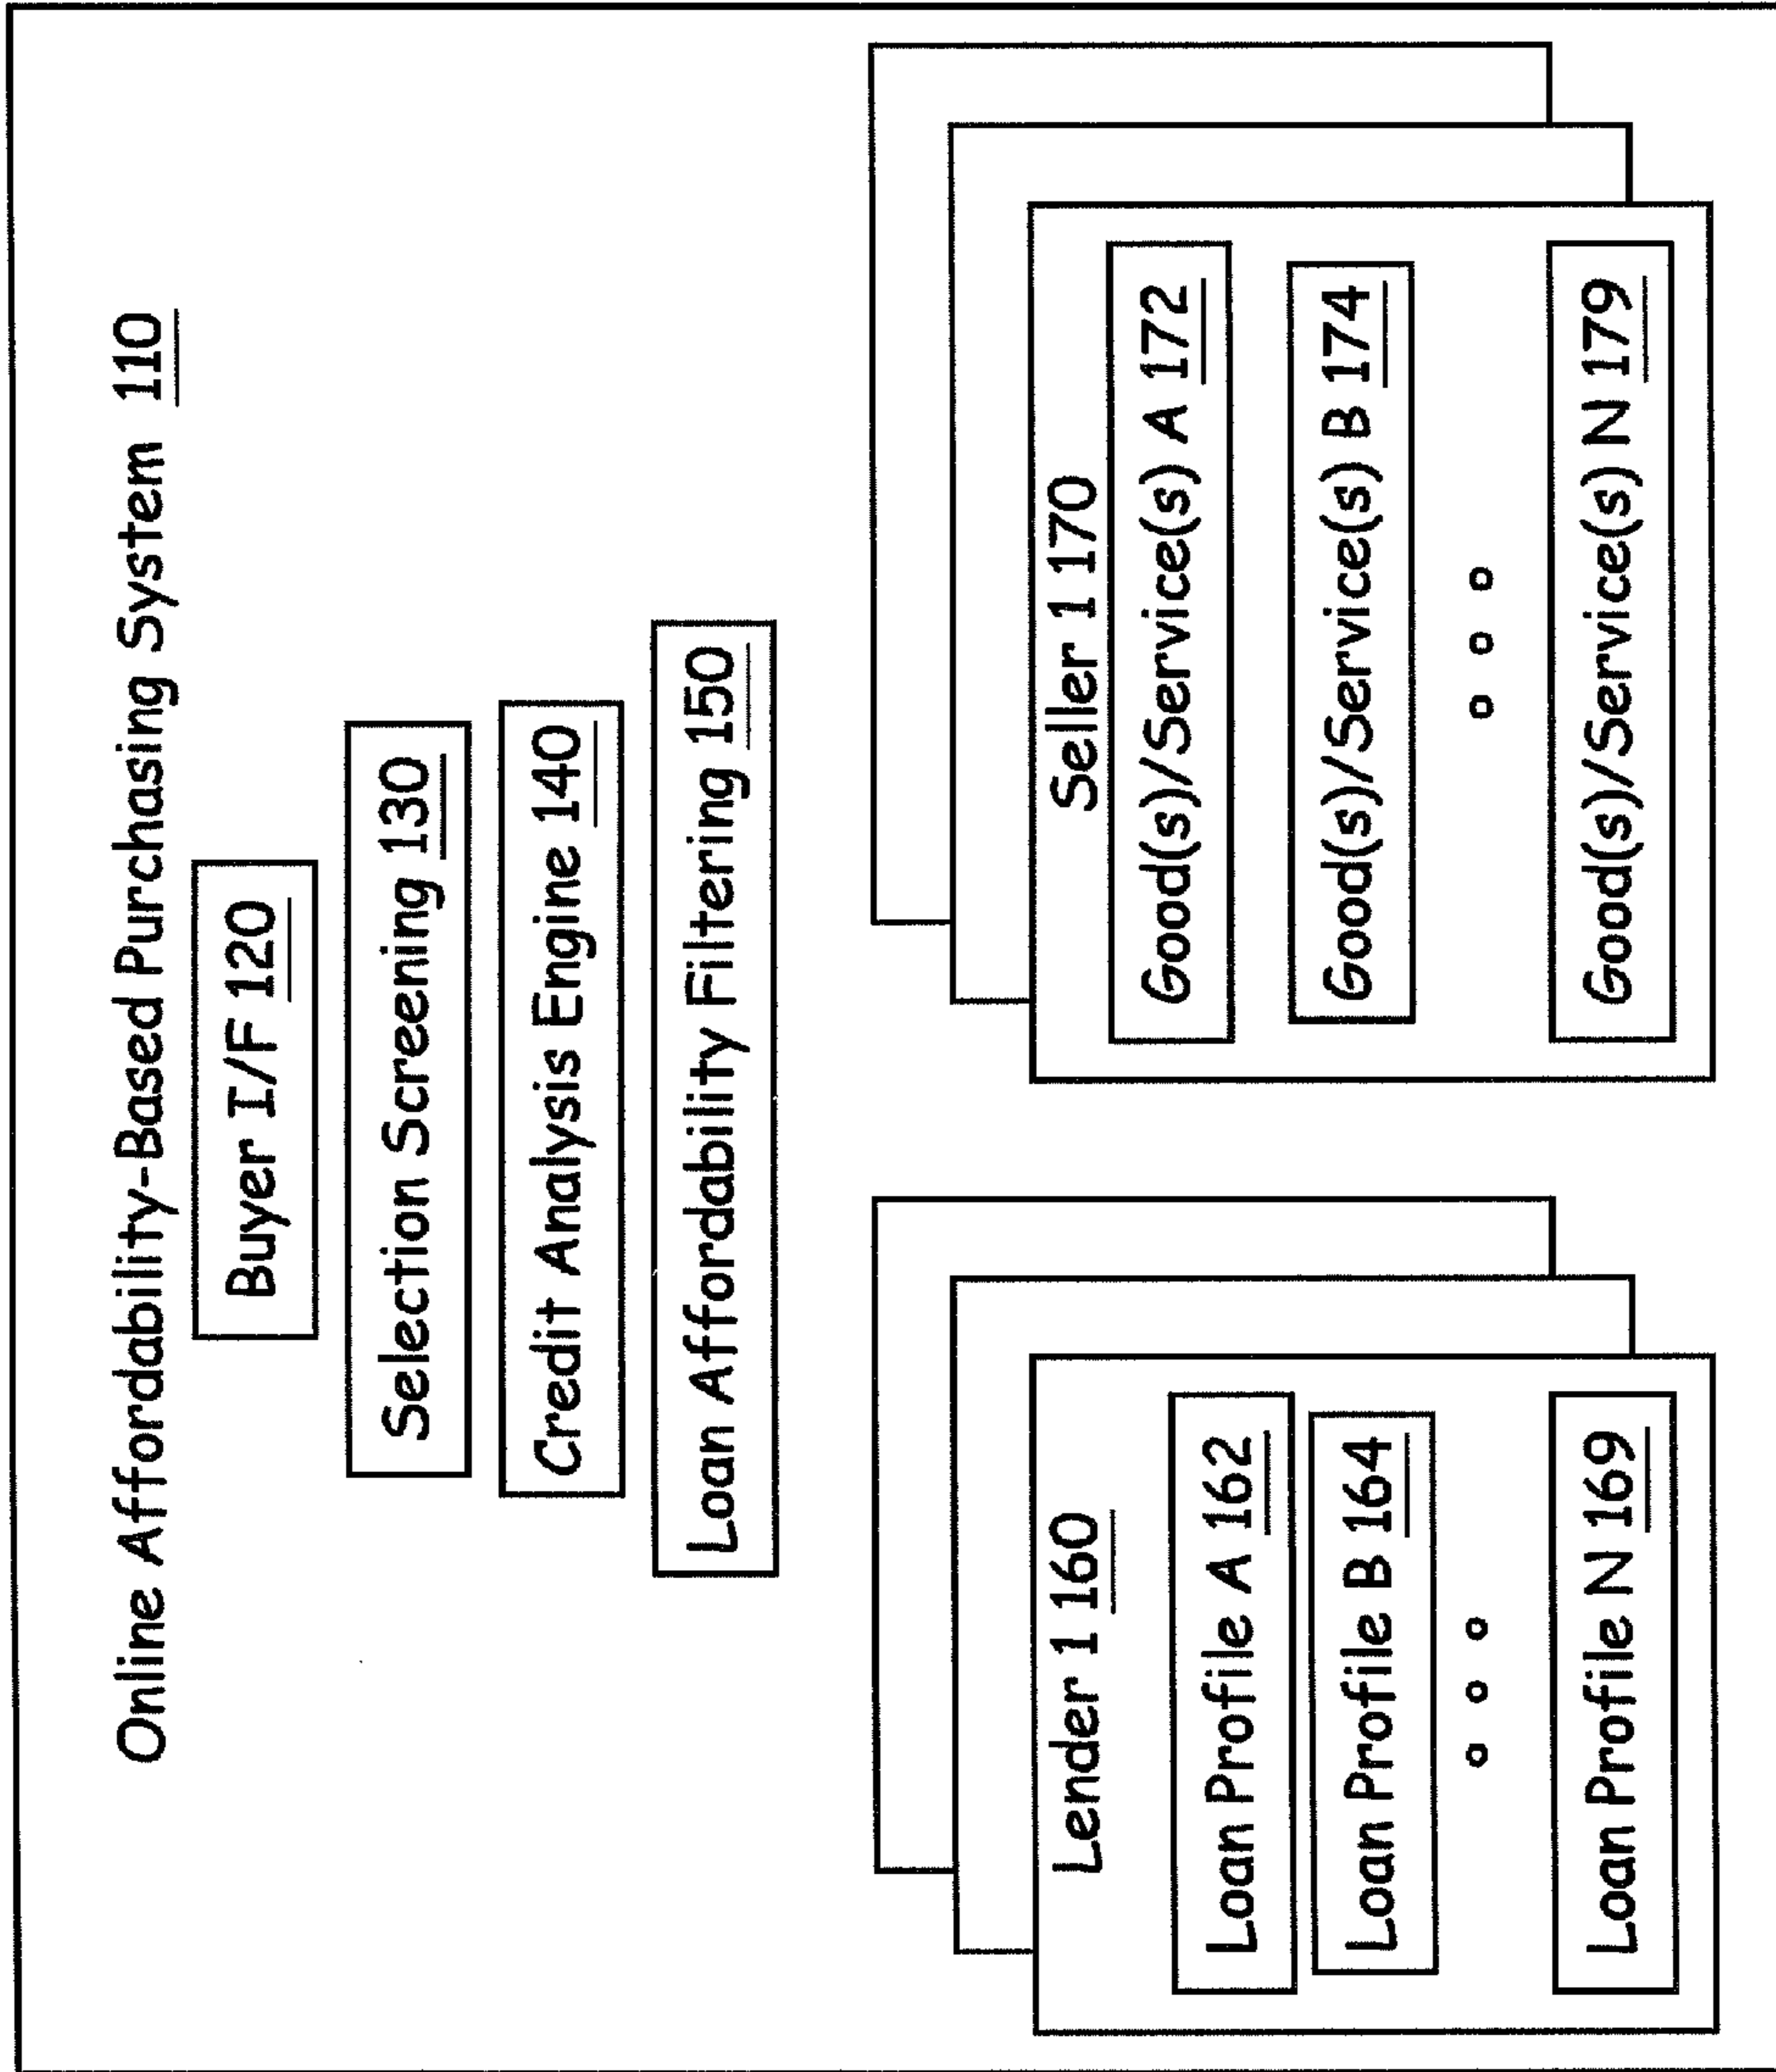 Online Affordability-Based Purchasing System 110
Buyer I/F 120
Selection Screening 130
Credit Analysis Engine 140
Loan Affordability Filtering 150
Lender 1 160
Loan Profile A 162
Loan Profile B 164
Loan Profile N 169
Seller 1 170
Good(s)/Service(s) A 172
Good(s)/Service(s) B 174
Good(s)/Service(s) N 179